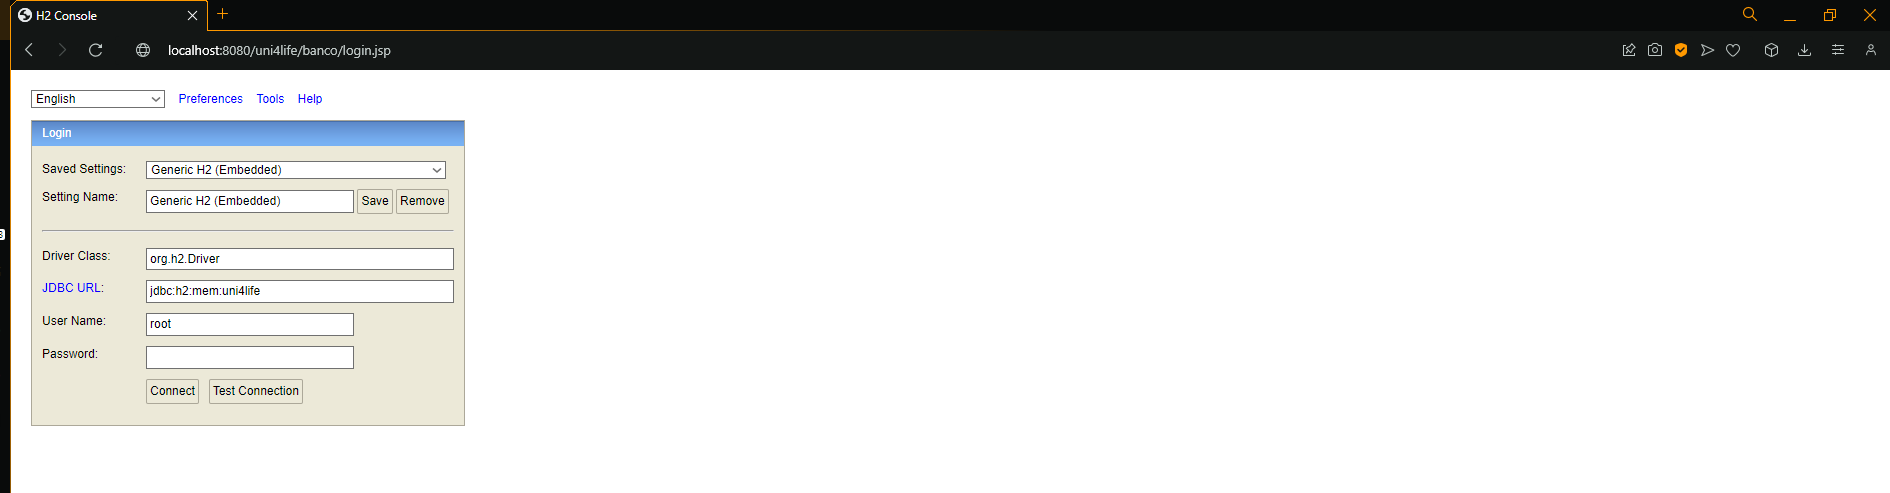 H2 Console
localhost:8080/uni4life/banco/login.jsp
English Preferences Tools Help
Login
Saved Settings: Generic H2 (Embedded)
Setting Name: Generic H2 (Embedded) Save Remove
Driver Class: org.h2.Driver
JDBC URL: jdbc:h2:mem:uni4life
User Name: root
Password:
Connect Test Connection